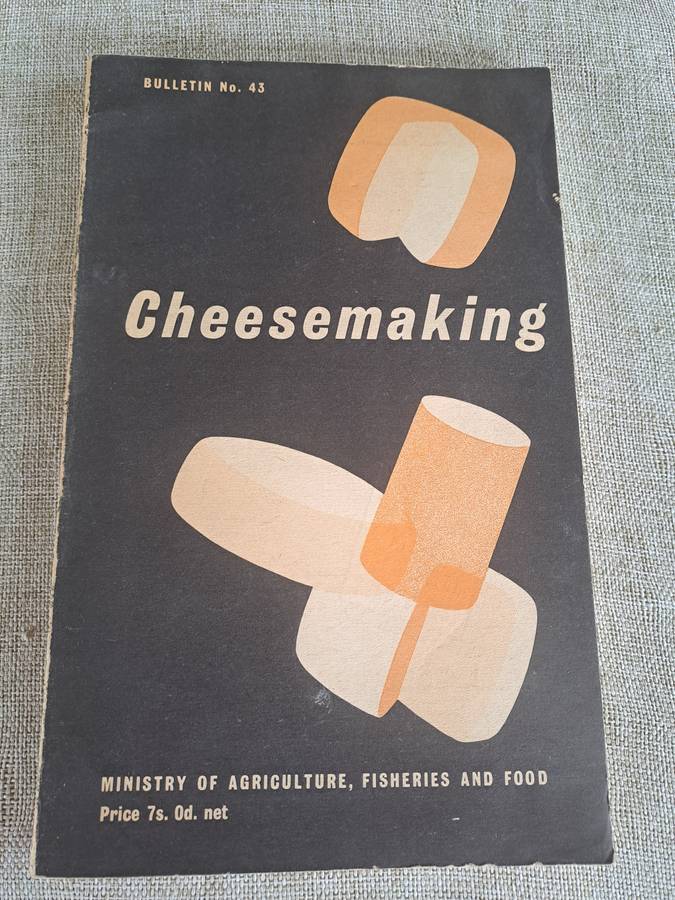 BULLETIN No. 43
Cheesemaking
MINISTRY OF AGRICULTURE, FISHERIES AND FOOD
Price 7s. 0d. net